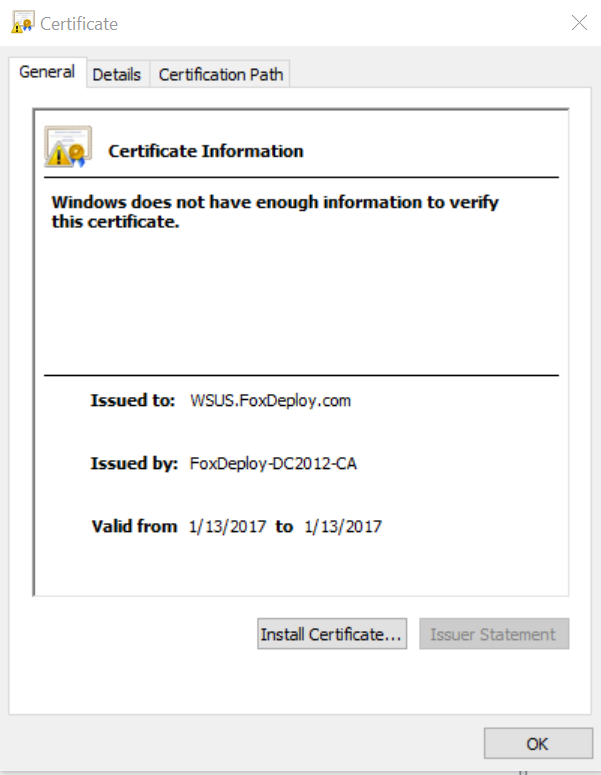 Certificate
General Details Certification Path
Certificate Information
Windows does not have enough information to verify
this certificate.
Issued to: WSUS.FoxDeploy.com
Issued by: FoxDeploy-DC2012-CA
Valid from 1/13/2017 to 1/13/2017
Install Certificate... Issuer Statement
OK